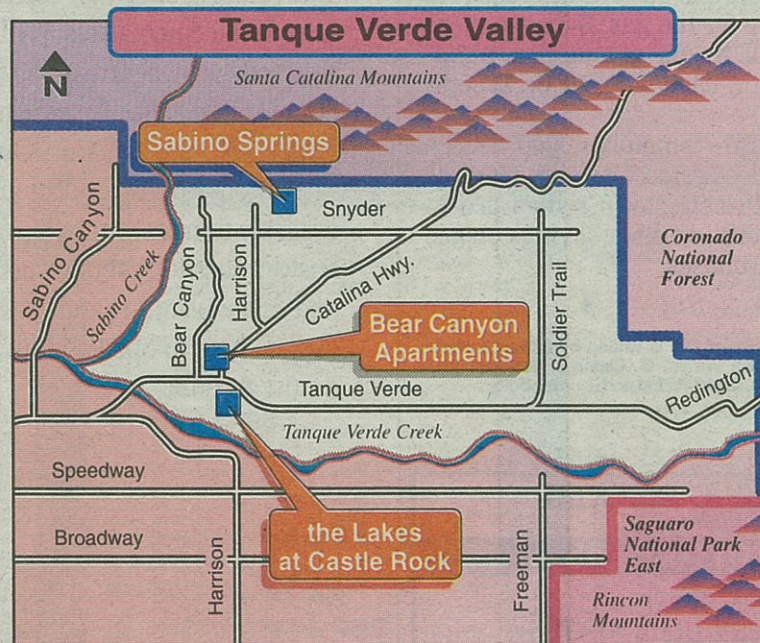 Tanque Verde Valley
N
Santa Catalina Mountains
Sabino Springs
Snyder
Sabino Canyon
Sabino Creek
Bear Canyon
Harrison
Catalina Hwy.
Soldier Trail
Coronado
National
Forest
Bear Canyon
Apartments
Tanque Verde
Redington
Tanque Verde Creek
Speedway
Broadway
the Lakes
at Castle Rock
Harrison
Freeman
Saguaro
National Park
East
Rincon
Mountains